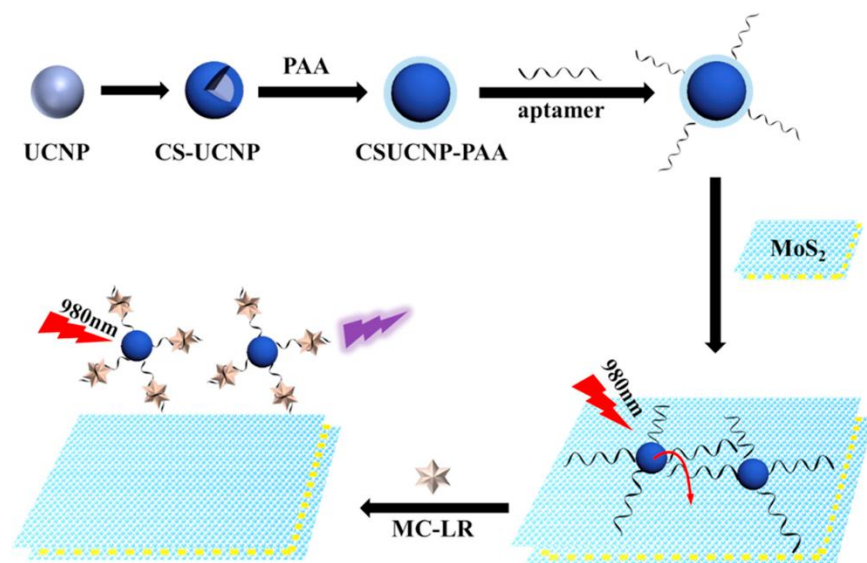 PAA
aptamer
UCNP
CS-UCNP
CSUCNP-PAA
MoS₂
980nm
980nm
MC-LR